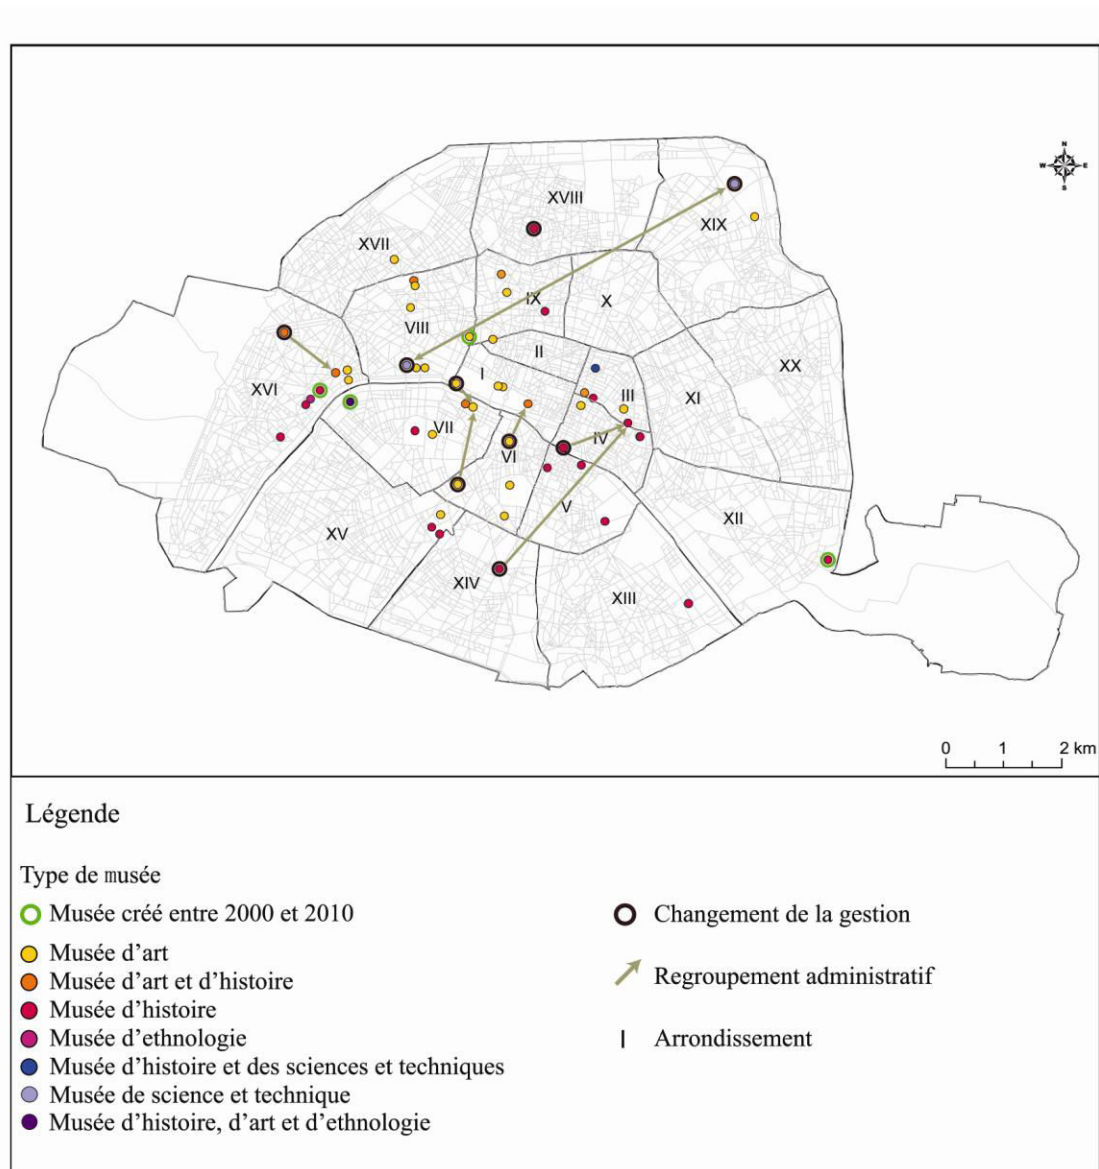 N
W E
S
XVIII
XIX
XVII
IX
X
VIII
II
XX
I
XVI
III
XI
VII
IV
VI
V
XII
XV
XIV
XIII
0 1 2 km
Légende
Type de musée
Musée créé entre 2000 et 2010
Musée d'art
Musée d'art et d'histoire
Musée d'histoire
Musée d'ethnologie
Musée d'histoire et des sciences et techniques
Musée de science et technique
Musée d'histoire, d'art et d'ethnologie
Changement de la gestion
Regroupement administratif
I Arrondissement